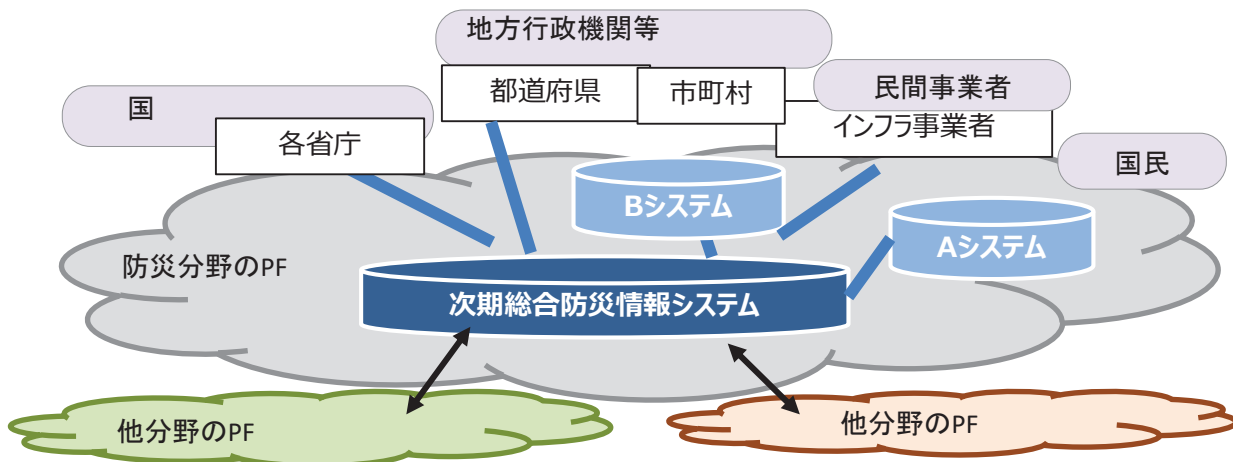 地方行政機関等
都道府県
市町村
民間事業者
インフラ事業者
国
各省庁
国民
Bシステム
Aシステム
防災分野のPF
次期総合防災情報システム
他分野のPF
他分野のPF